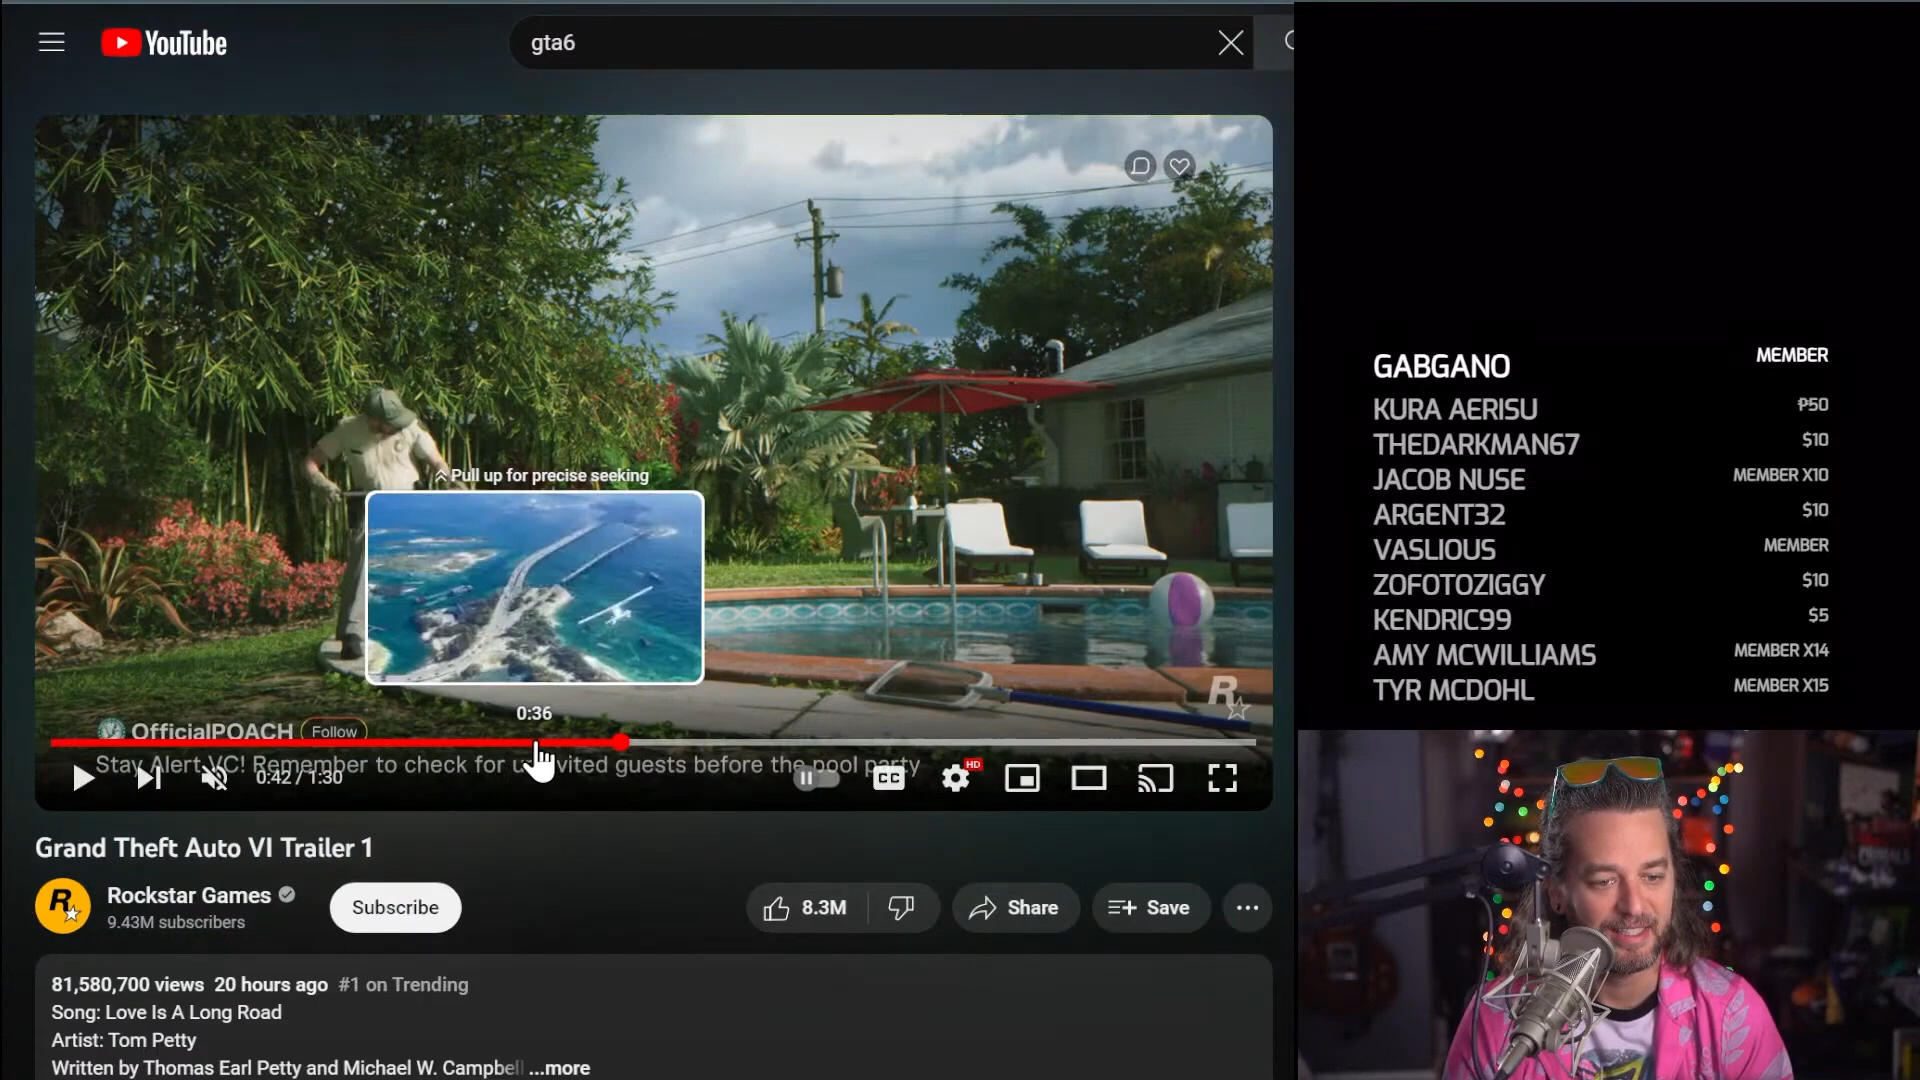 YouTube
gta6
Pull up for precise seeking
0:36
OfficialPOACH Follow
Stay Alert VC! Remember to check for uninvited guests before the pool party
0:42 / 1:30
CC
HD
R
Grand Theft Auto VI Trailer 1
R
Rockstar Games
9.43M subscribers
Subscribe
8.3M
Share
Save
81,580,700 views 20 hours ago #1 on Trending
Song: Love Is A Long Road
Artist: Tom Petty
Written by Thomas Earl Petty and Michael W. Campbell ...more
GABGANO MEMBER
KURA AERISU ₱50
THEDARKMAN67 $10
JACOB NUSE MEMBER X10
ARGENT32 $10
VASLIOUS MEMBER
ZOFOTOZIGGY $10
KENDRIC99 $5
AMY MCWILLIAMS MEMBER X14
TYR MCDOHL MEMBER X15